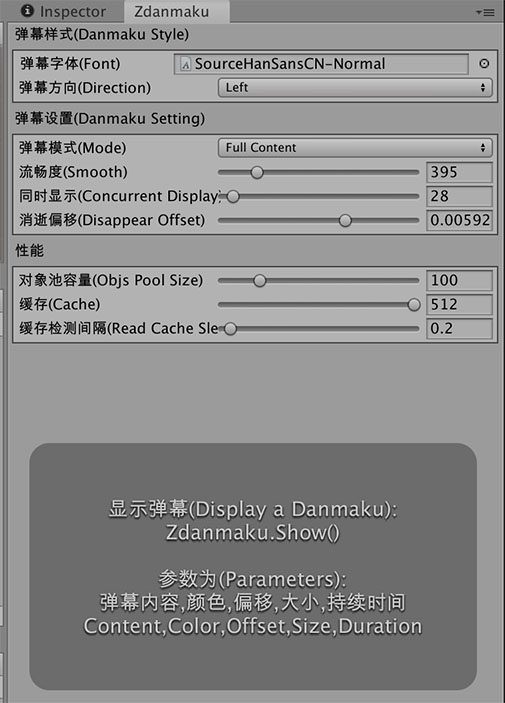 Inspector Zdanmaku
弹幕样式(Danmaku Style)
弹幕字体(Font) SourceHanSansCN-Normal
弹幕方向(Direction) Left
弹幕设置(Danmaku Setting)
弹幕模式(Mode) Full Content
流畅度(Smooth) 395
同时显示(Concurrent Display) 28
消逝偏移(Disappear Offset) 0.00592
性能
对象池容量(Objs Pool Size) 100
缓存(Cache) 512
缓存检测间隔(Read Cache Sle 0.2
显示弹幕(Display a Danmaku):
Zdanmaku.Show()
参数为(Parameters):
弹幕内容,颜色,偏移,大小,持续时间
Content,Color,Offset,Size,Duration